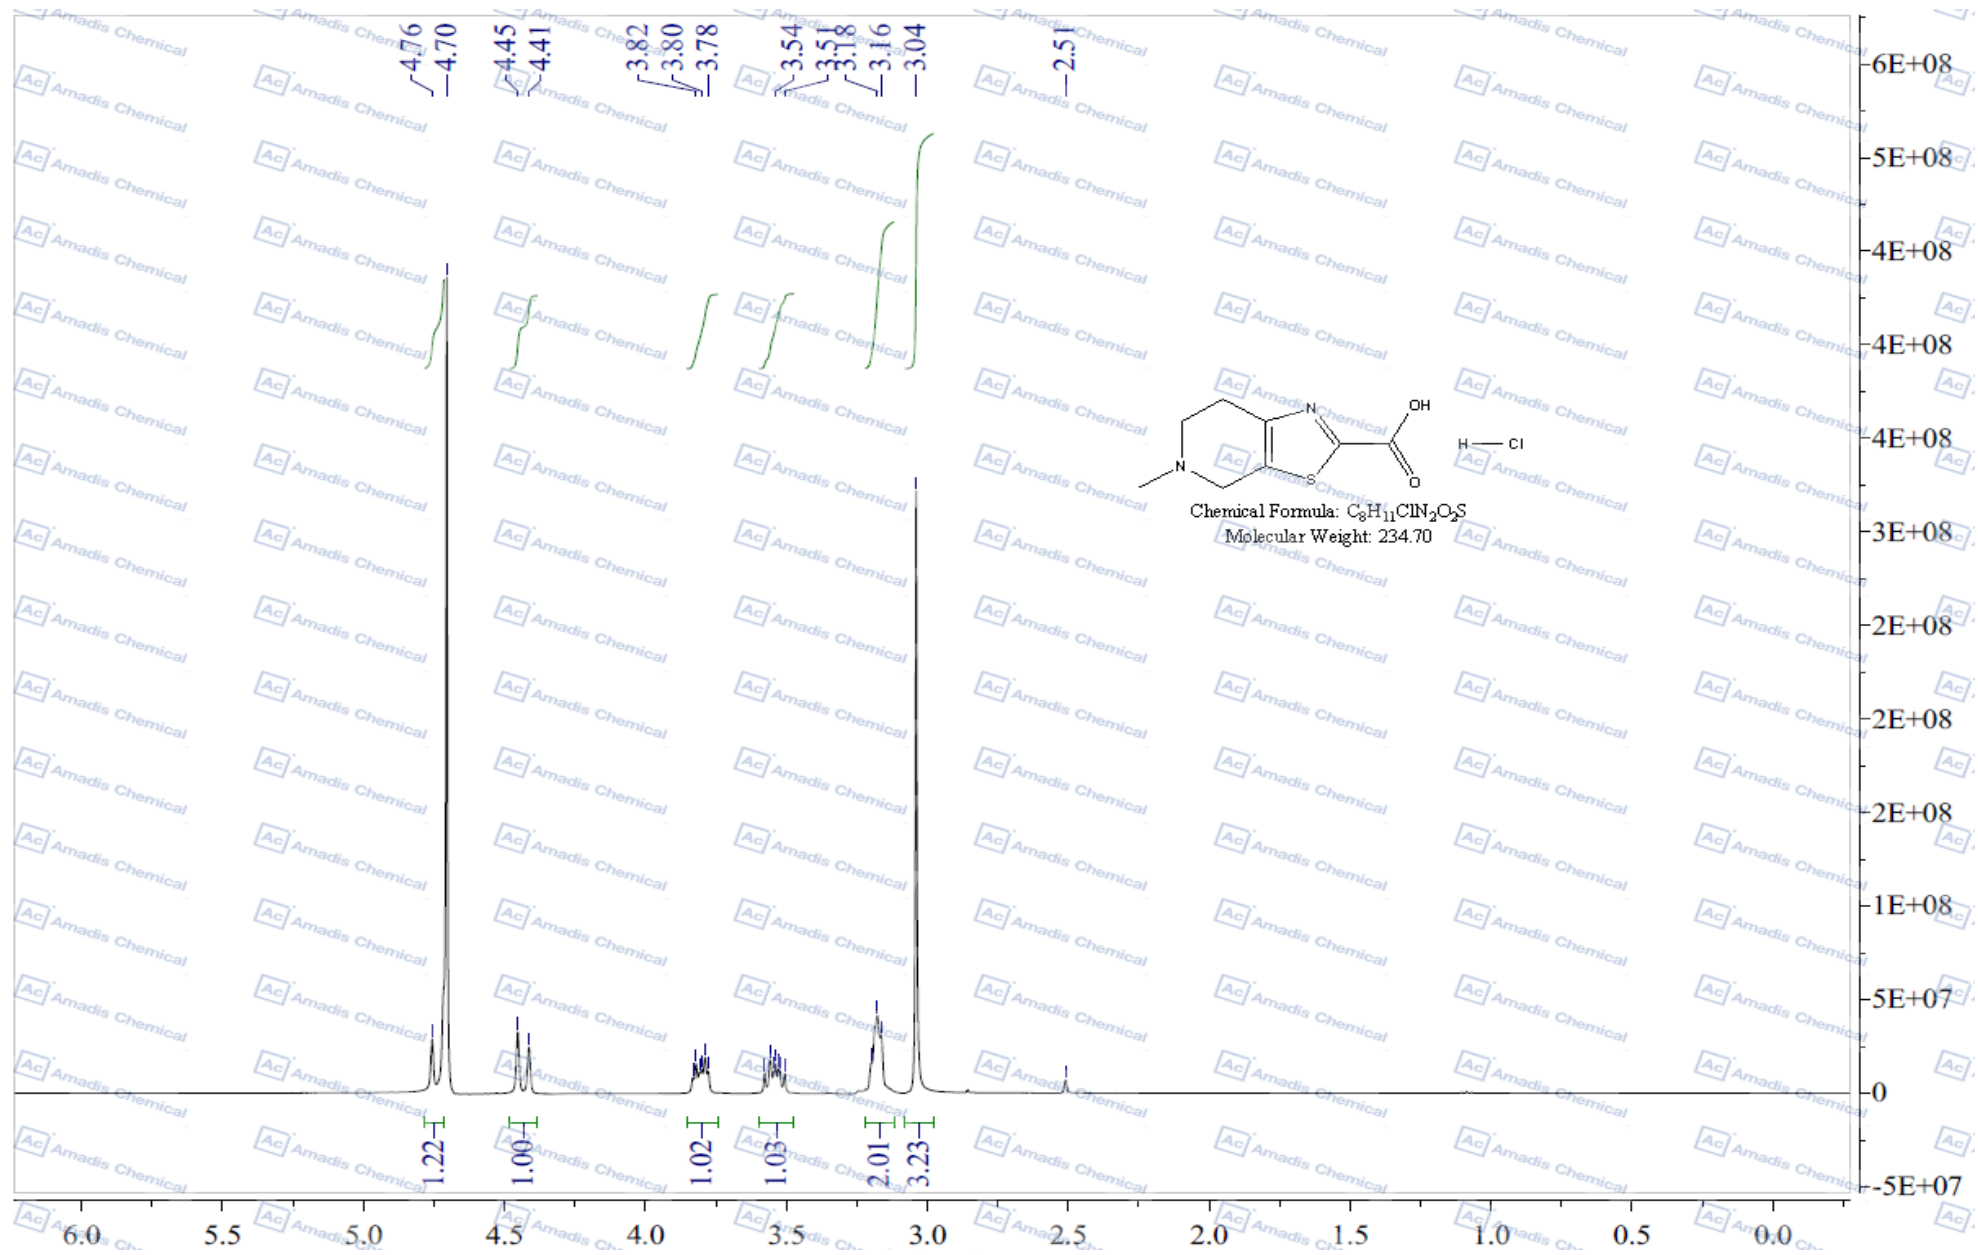 4.76
4.70
4.45
4.41
3.82
3.80
3.78
3.54
3.51
3.18
3.16
3.04
2.51
6E+08
5E+08
4E+08
4E+08
4E+08
3E+08
2E+08
2E+08
2E+08
1E+08
5E+07
0
-5E+07
N
OH
H Cl
N
S
O
Chemical Formula: C₈H₁₁ClN₂O₂S
Molecular Weight: 234.70
1.22
1.00
1.02
1.03
2.01
3.23
6.0 5.5 5.0 4.5 4.0 3.5 3.0 2.5 2.0 1.5 1.0 0.5 0.0
Ac Amadis Chemical